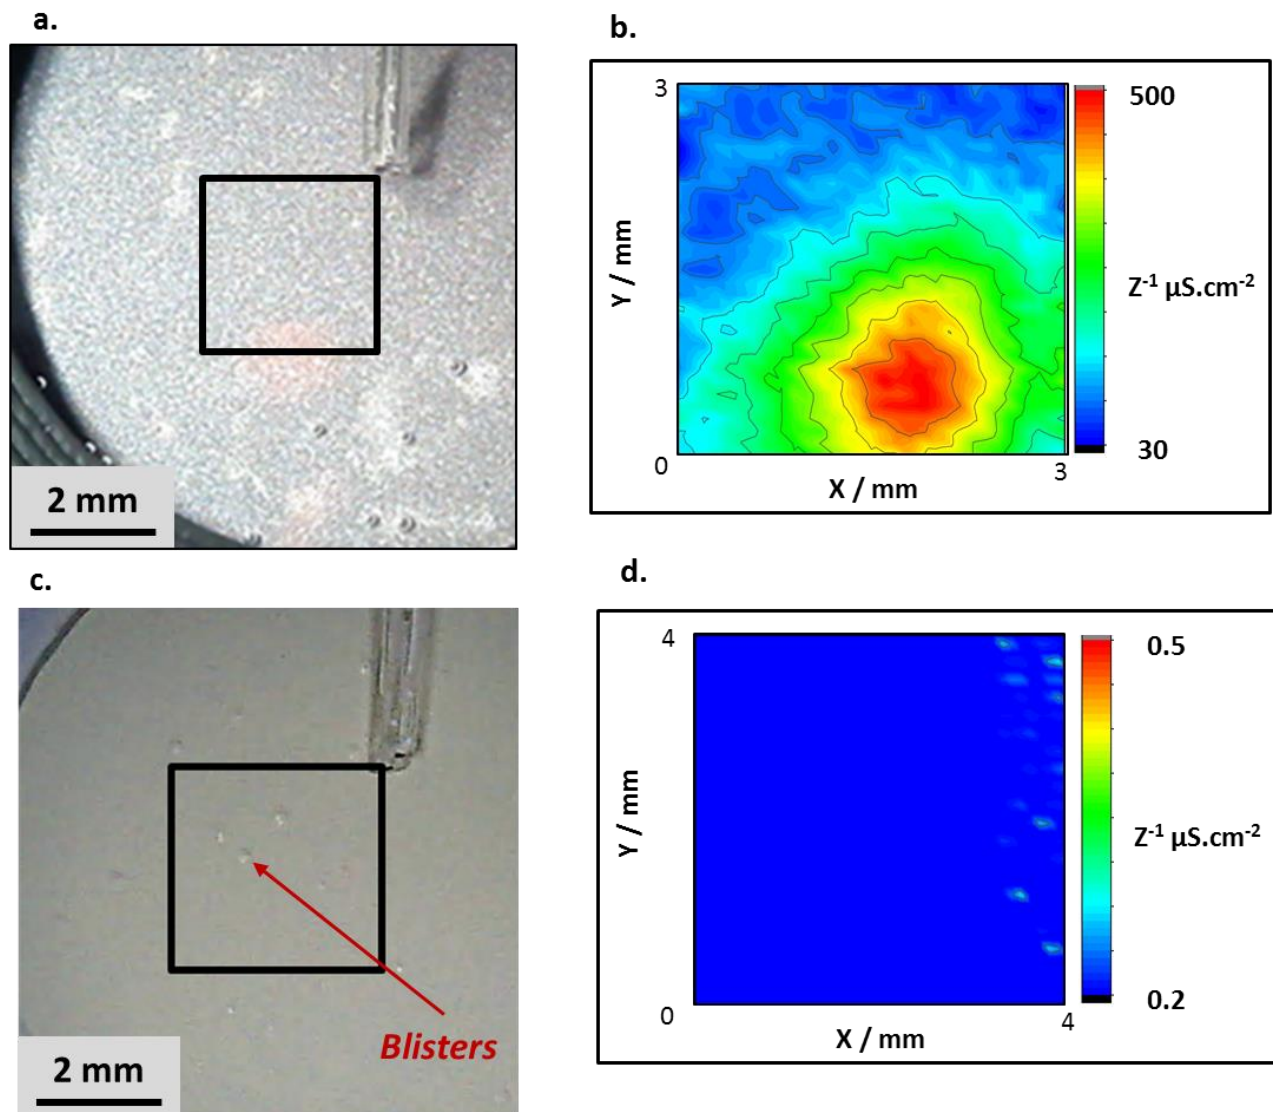 a.
2 mm
b.
3
Y / mm
0
X / mm
3
500
Z⁻¹ µS.cm⁻²
30
c.
Blisters
2 mm
d.
4
Y / mm
0
X / mm
4
0.5
Z⁻¹ µS.cm⁻²
0.2